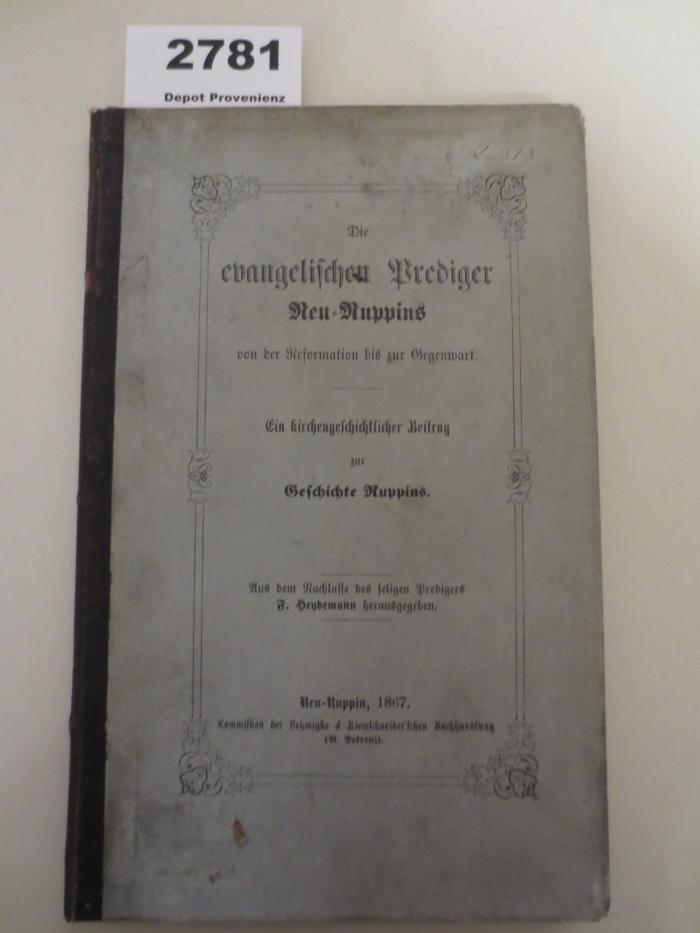 2781
Depot Provenienz
Die
evangelischen Prediger
Neu-Ruppins
von der Reformation bis zur Gegenwart.
Ein kirchengeschichtlicher Beitrag
zur
Geschichte Ruppins.
Aus dem Nachlasse des seligen Predigers
F. Heydemann herausgegeben.
Neu-Ruppin, 1867.
Commission der Oehmigke & Riemschneider'schen Buchhandlung
(A. Petrenz).